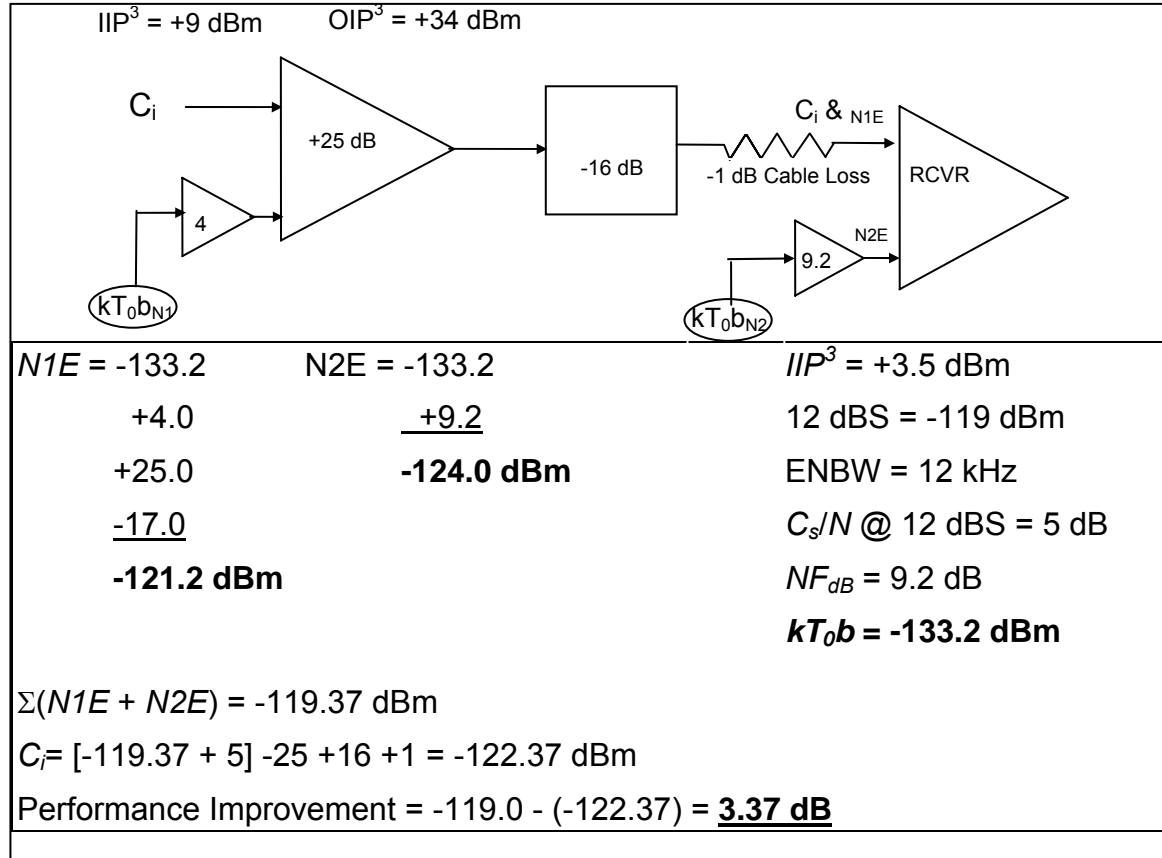 IIP³ = +9 dBm OIP³ = +34 dBm
Cᵢ
+25 dB
-16 dB
Cᵢ & N1E
-1 dB Cable Loss
RCVR
4
9.2
N2E
kT₀b_N1
kT₀b_N2
N1E = -133.2 N2E = -133.2 IIP³ = +3.5 dBm
+4.0 +9.2 12 dBS = -119 dBm
+25.0 -124.0 dBm ENBW = 12 kHz
-17.0 Cₛ/N @ 12 dBS = 5 dB
-121.2 dBm NF_dB = 9.2 dB
kT₀b = -133.2 dBm
Σ(N1E + N2E) = -119.37 dBm
Cᵢ= [-119.37 + 5] -25 +16 +1 = -122.37 dBm
Performance Improvement = -119.0 - (-122.37) = 3.37 dB